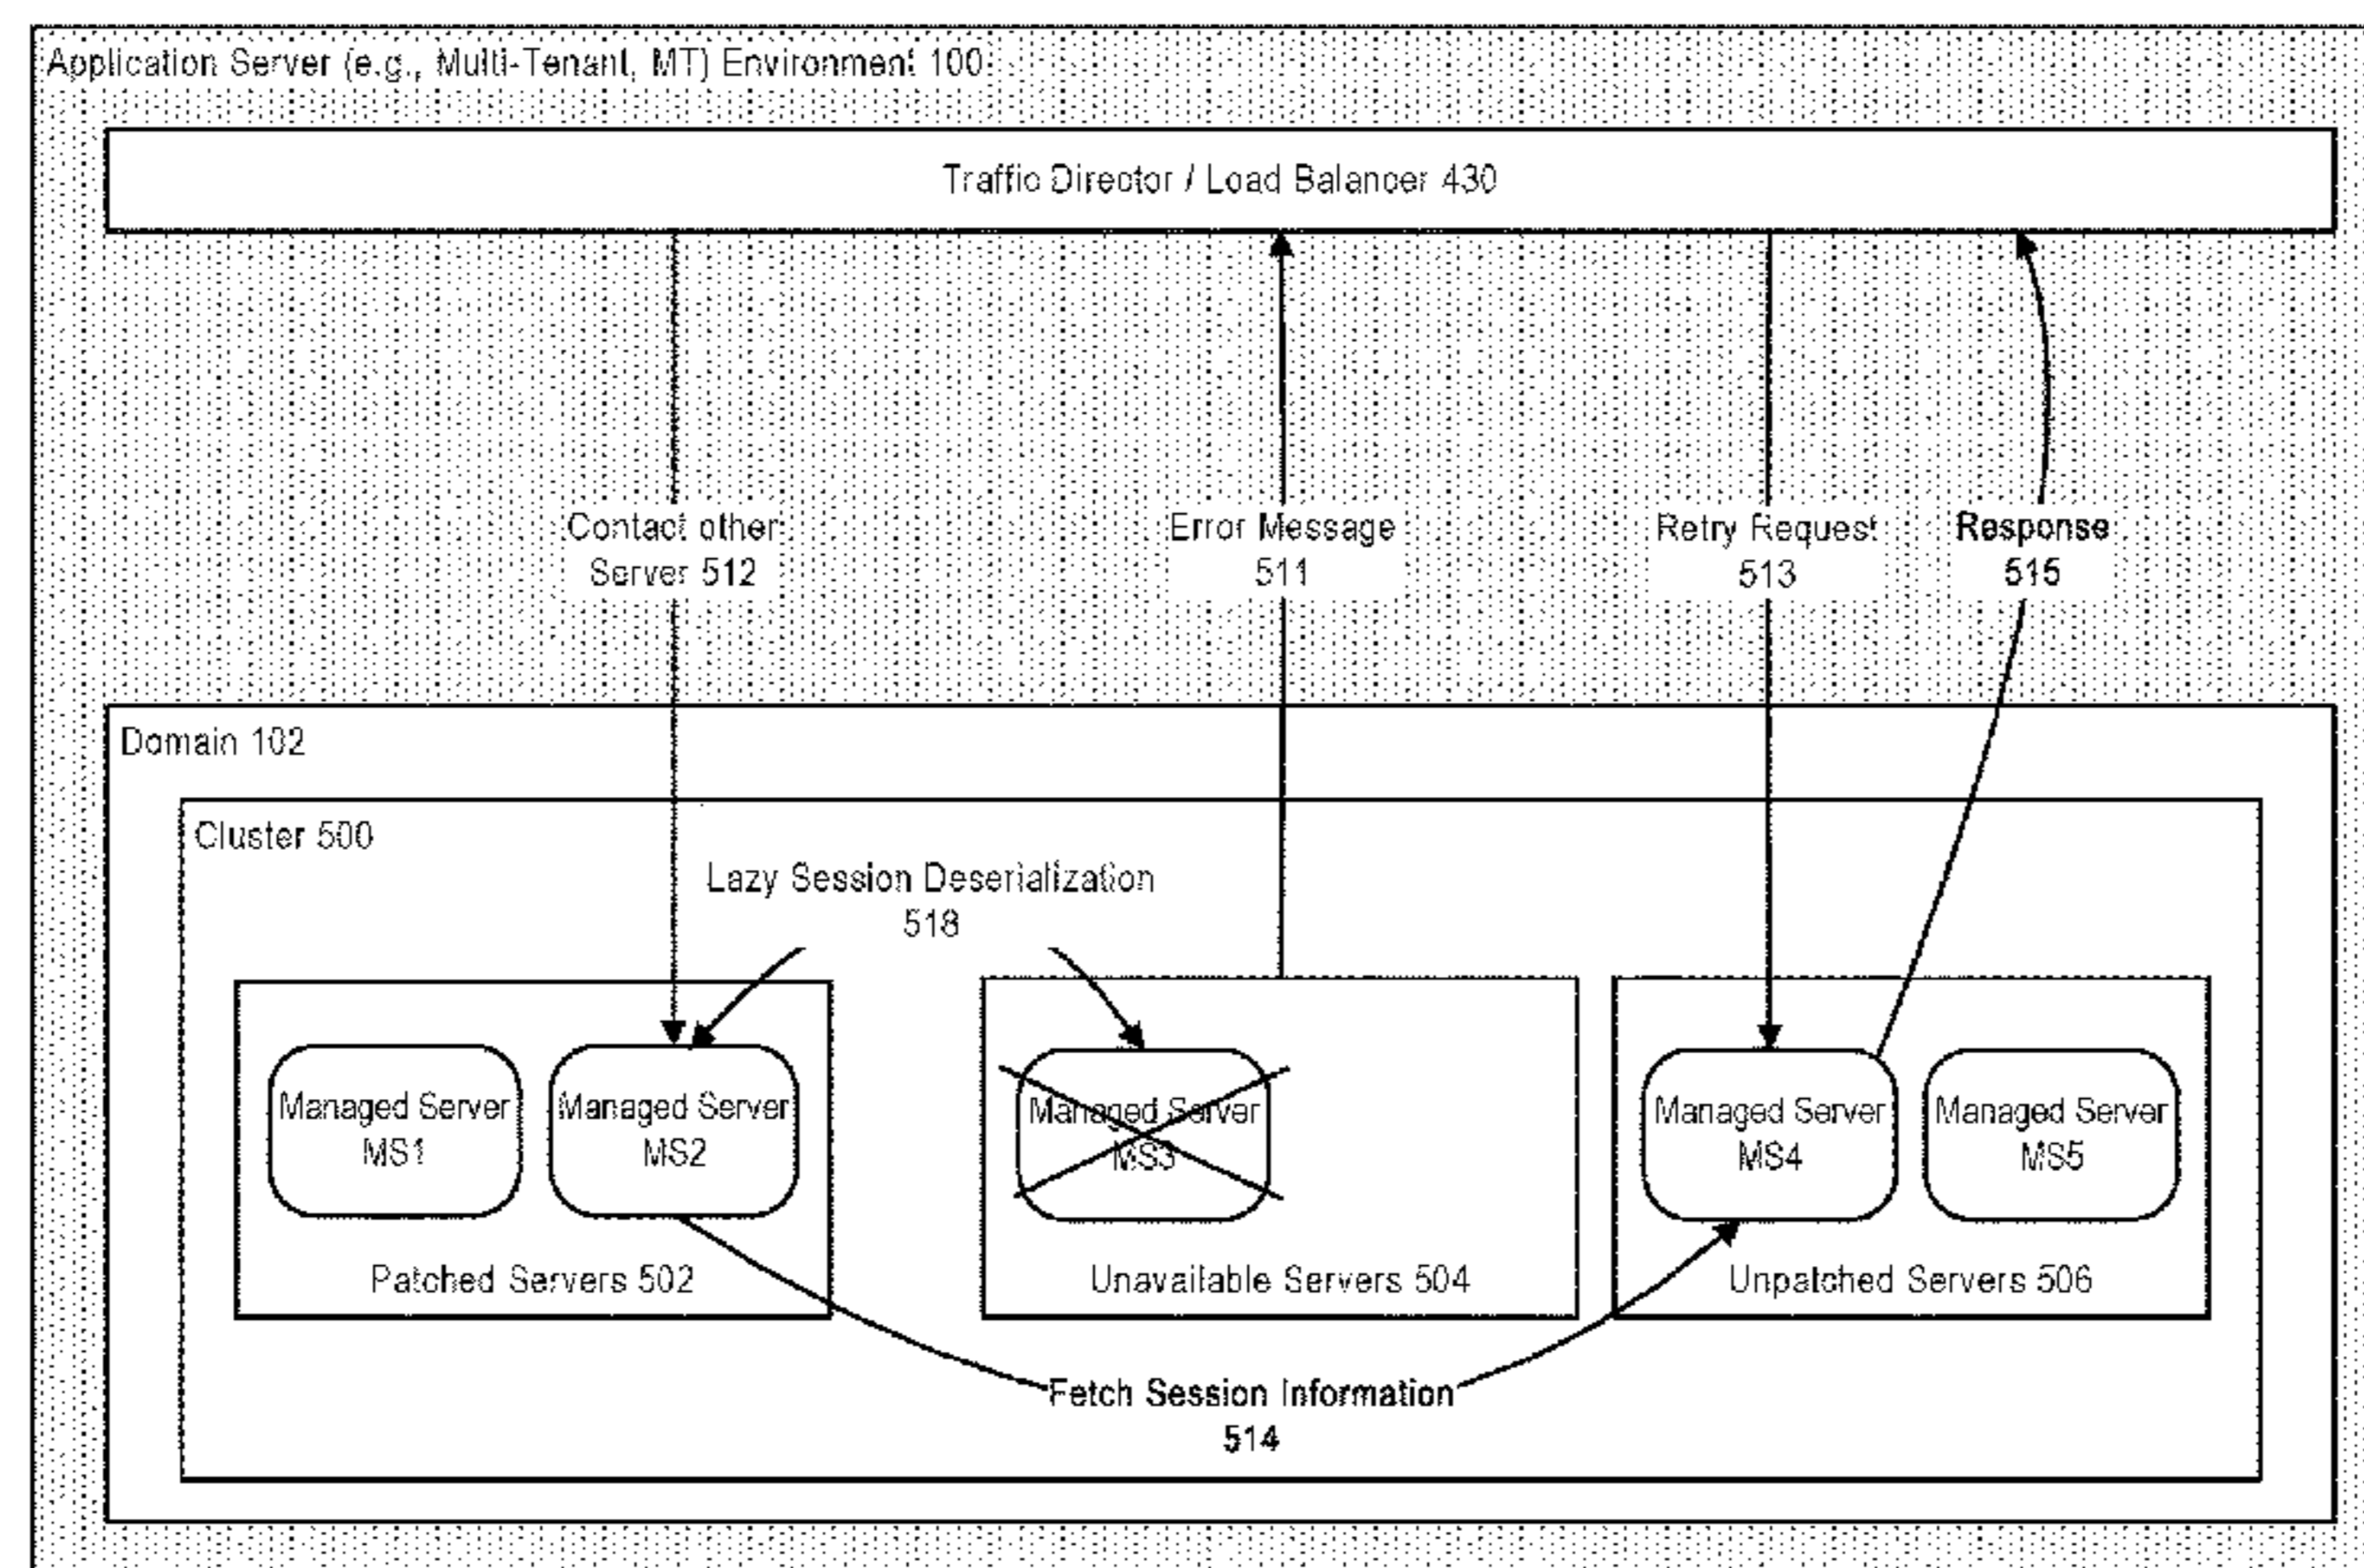 Application Server (e.g., Multi-Tenant, MT) Environment 100
Traffic Director / Load Balancer 430
Contact other
Server 512
Error Message
511
Retry Request
513
Response
515
Domain 102
Cluster 500
Lazy Session Deserialization
518
Managed Server
MS1
Managed Server
MS2
Managed Server
MS3
Managed Server
MS4
Managed Server
MS5
Patched Servers 502
Unavailable Servers 504
Unpatched Servers 506
Fetch Session Information
514